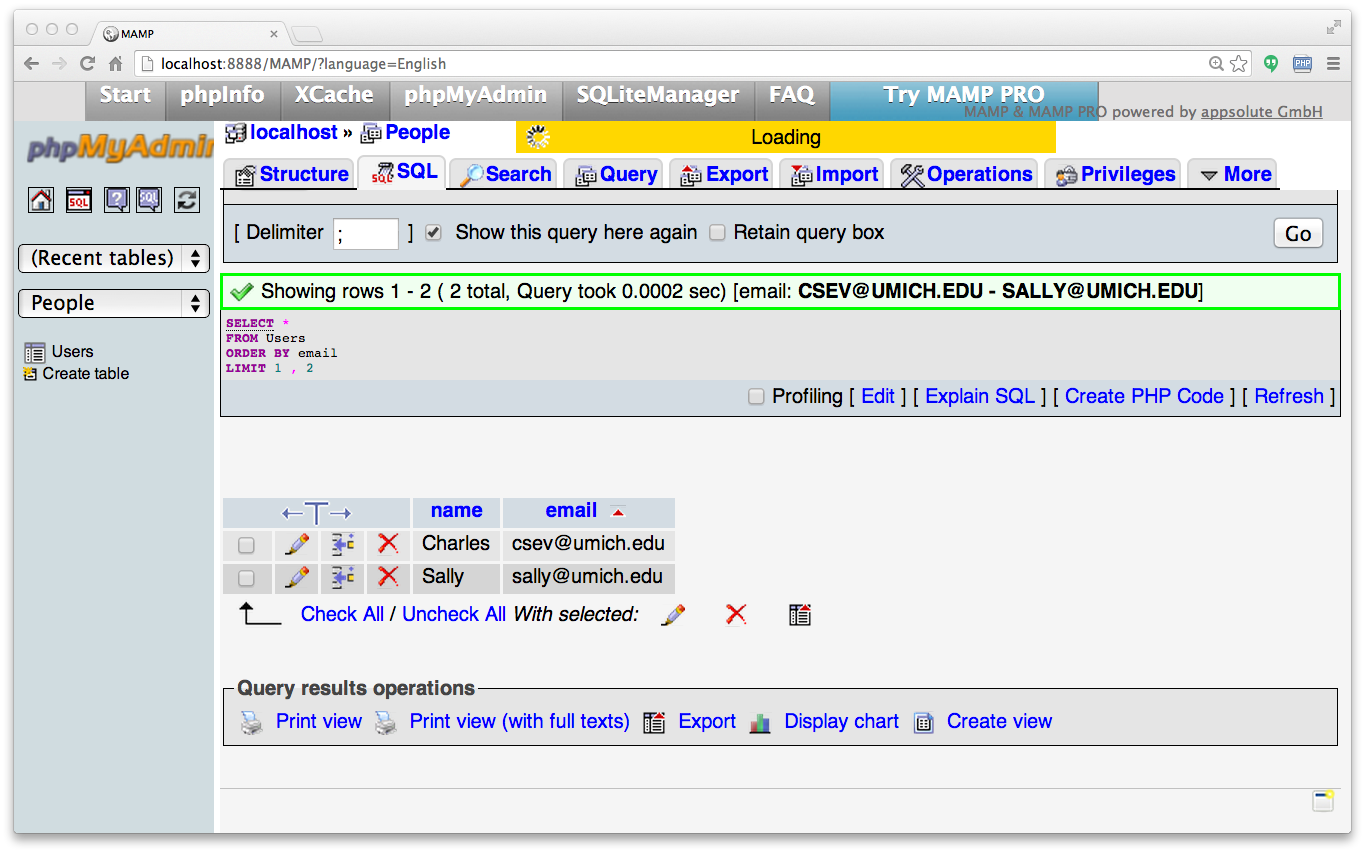 MAMP
localhost:8888/MAMP/?language=English
PHP
Start phpInfo XCache phpMyAdmin SQLiteManager FAQ Try MAMP PRO
MAMP & MAMP PRO powered by appsolute GmbH
phpMyAdmin
localhost » People
Loading
Structure SQL Search Query Export Import Operations Privileges More
SQL ? SQL
[ Delimiter ; ] Show this query here again Retain query box Go
(Recent tables)
People
Users
Create table
Showing rows 1 - 2 ( 2 total, Query took 0.0002 sec) [email: CSEV@UMICH.EDU - SALLY@UMICH.EDU]
SELECT *
FROM Users
ORDER BY email
LIMIT 1 , 2
Profiling [ Edit ] [ Explain SQL ] [ Create PHP Code ] [ Refresh ]
←T→ name email
Charles csev@umich.edu
Sally sally@umich.edu
Check All / Uncheck All With selected:
Query results operations
Print view Print view (with full texts) Export Display chart Create view